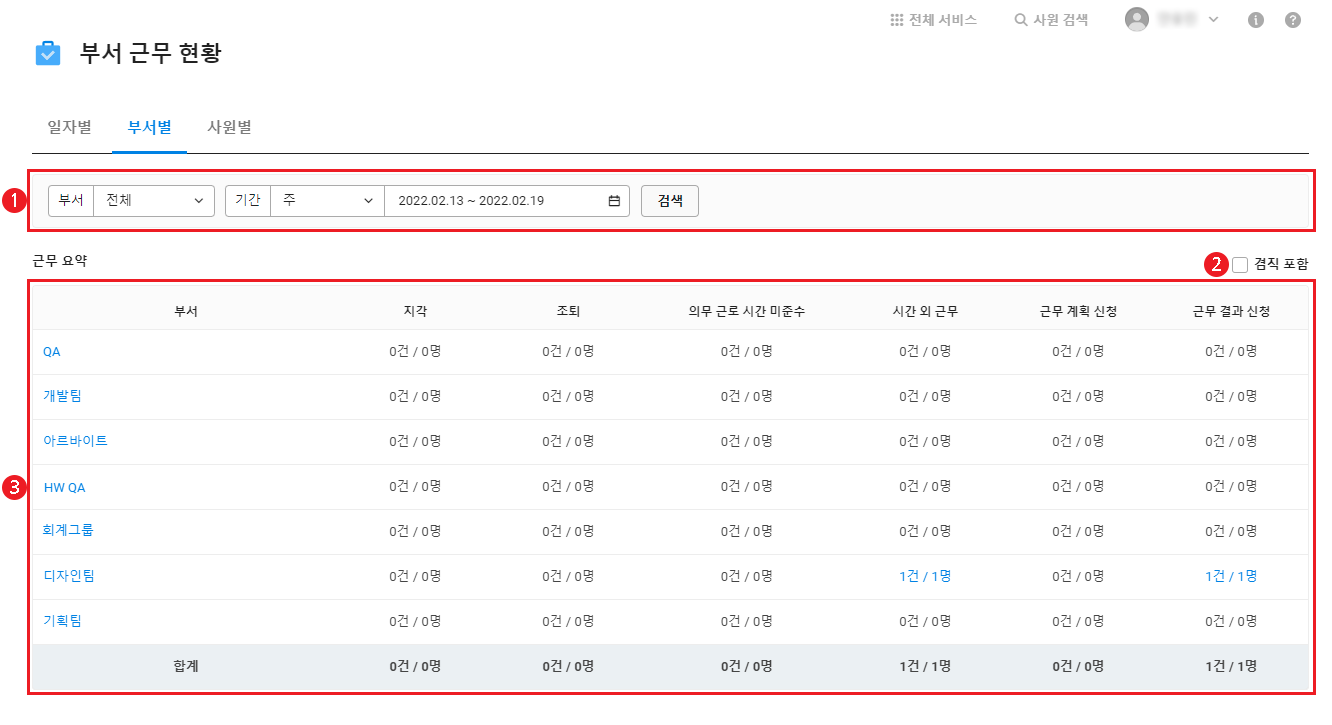 전체 서비스 사원 검색
부서 근무 현황
일자별 부서별 사원별
1 부서 전체 기간 주 2022.02.13 ~ 2022.02.19 검색
근무 요약 2 겸직 포함
부서 지각 조퇴 의무 근로 시간 미준수 시간 외 근무 근무 계획 신청 근무 결과 신청
QA 0건 / 0명 0건 / 0명 0건 / 0명 0건 / 0명 0건 / 0명 0건 / 0명
개발팀 0건 / 0명 0건 / 0명 0건 / 0명 0건 / 0명 0건 / 0명 0건 / 0명
아르바이트 0건 / 0명 0건 / 0명 0건 / 0명 0건 / 0명 0건 / 0명 0건 / 0명
3 HW QA 0건 / 0명 0건 / 0명 0건 / 0명 0건 / 0명 0건 / 0명 0건 / 0명
회계그룹 0건 / 0명 0건 / 0명 0건 / 0명 0건 / 0명 0건 / 0명 0건 / 0명
디자인팀 0건 / 0명 0건 / 0명 0건 / 0명 1건 / 1명 0건 / 0명 1건 / 1명
기획팀 0건 / 0명 0건 / 0명 0건 / 0명 0건 / 0명 0건 / 0명 0건 / 0명
합계 0건 / 0명 0건 / 0명 0건 / 0명 1건 / 1명 0건 / 0명 1건 / 1명